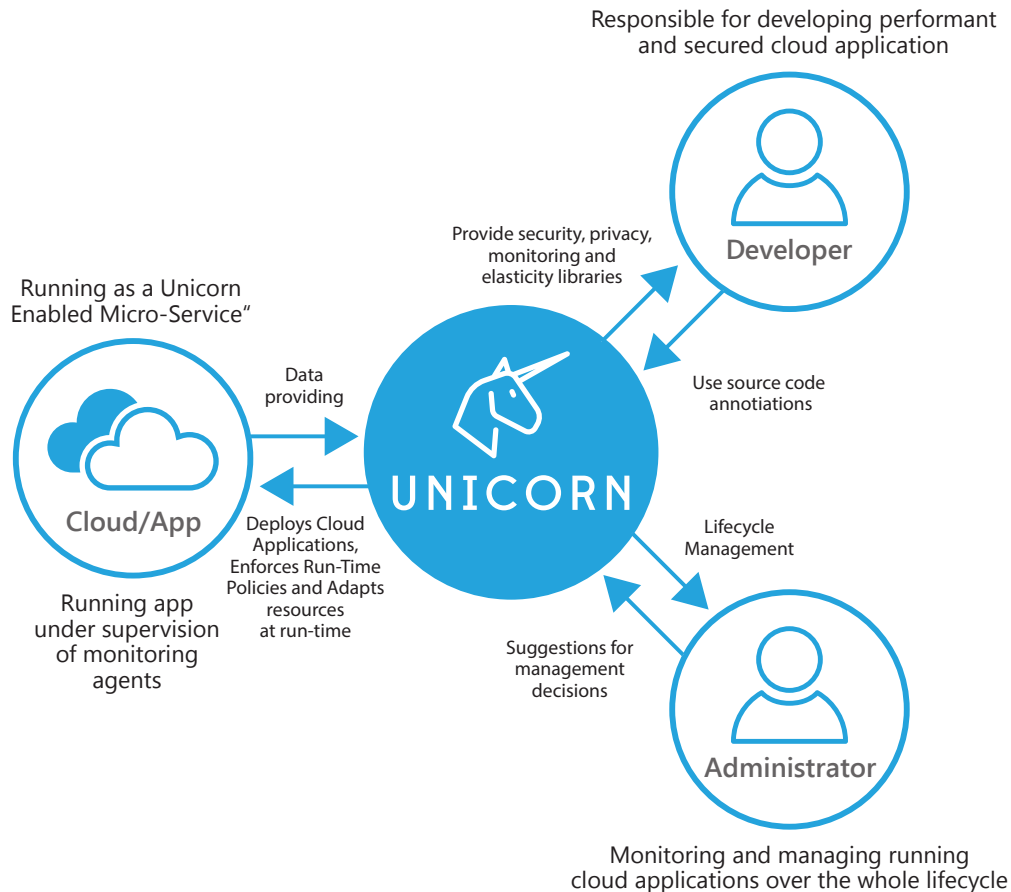 Responsible for developing performant
and secured cloud application
Developer
Provide security, privacy,
monitoring and
elasticity libraries
Use source code
annotiations
Running as a Unicorn
Enabled Micro-Service“
Data
providing
Cloud/App
UNICORN
Deploys Cloud
Applications,
Enforces Run-Time
Policies and Adapts
resources
at run-time
Running app
under supervision
of monitoring
agents
Lifecycle
Management
Suggestions for
management
decisions
Administrator
Monitoring and managing running
cloud applications over the whole lifecycle